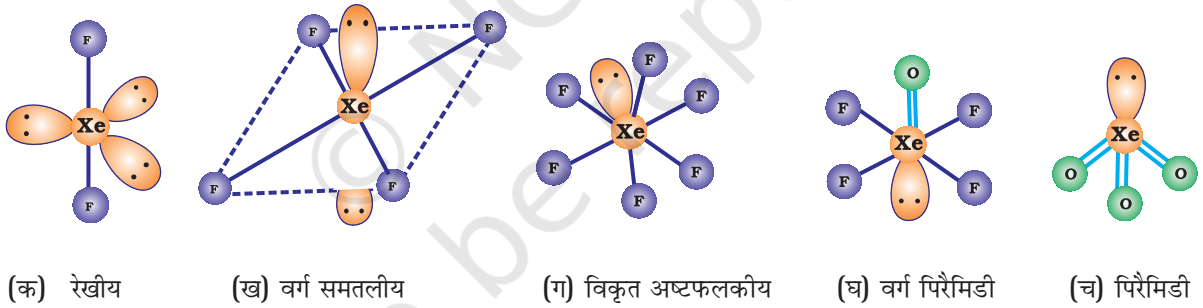 F
Xe
F
F
F
Xe
F
F
F
F
F
Xe
F
F
F
O
F
F
Xe
F
F
Xe
O
O
O
(क) रेखीय
(ख) वर्ग समतलीय
(ग) विकृत अष्टफलकीय
(घ) वर्ग पिरैमिडी
(च) पिरैमिडी